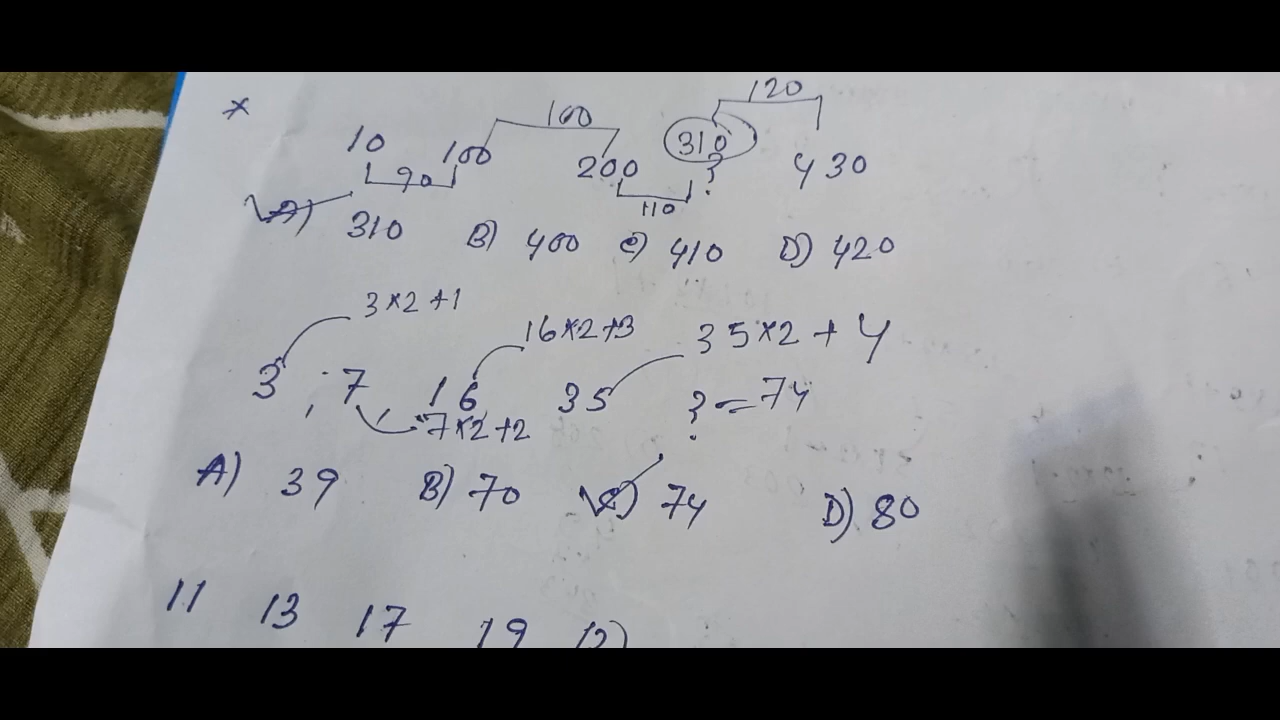 *
120
100
310
10 100 200 ? 430
90
110
A) 310 B) 400 C) 410 D) 420
3×2+1
16×2+3 35×2+4
3, 7, 16 35 ?=74
7×2+2
A) 39 B) 70 C) 74 D) 80
11 13 17 19